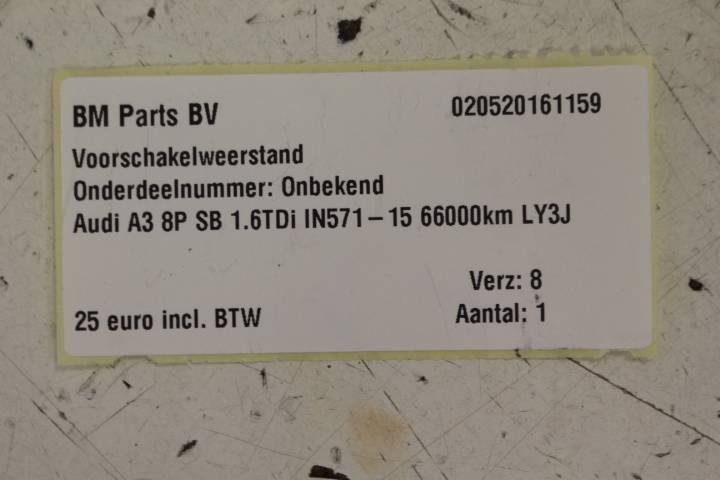 BM Parts BV 020520161159
Voorschakelweerstand
Onderdeelnummer: Onbekend
Audi A3 8P SB 1.6TDi IN571-15 66000km LY3J
Verz: 8
25 euro incl. BTW Aantal: 1